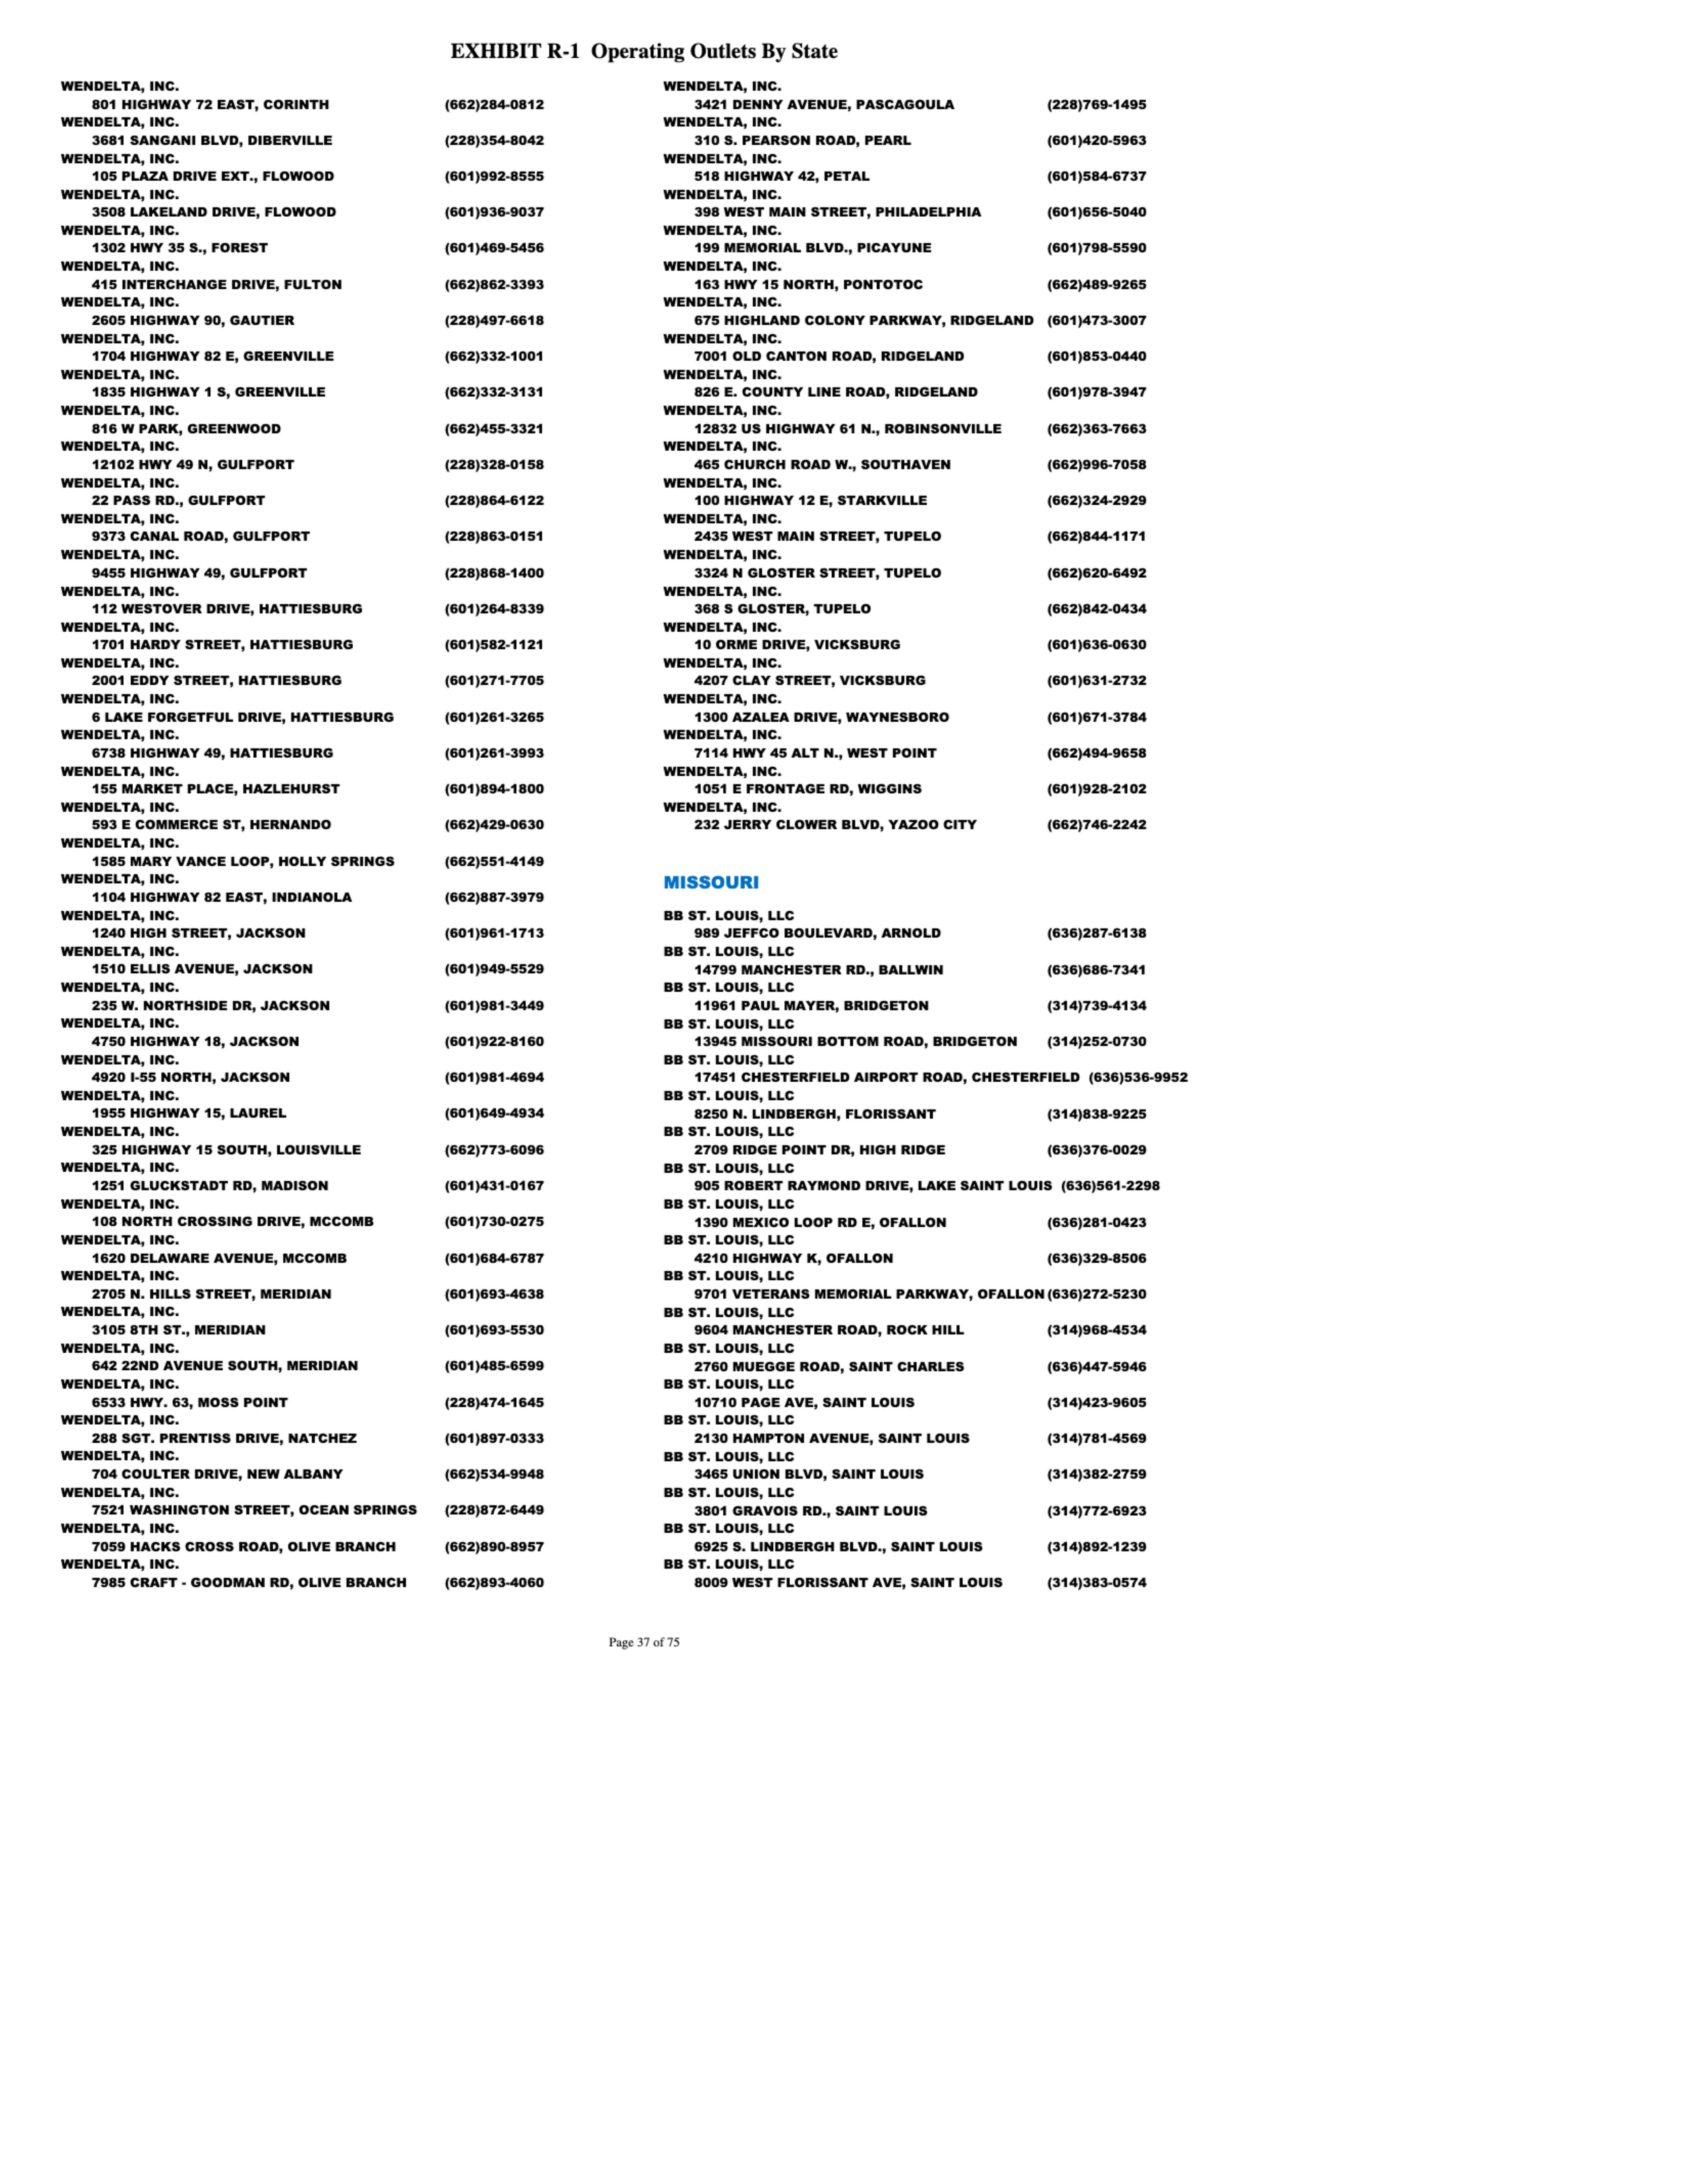 EXHIBIT R-1 Operating Outlets By State
WENDELTA, INC.
801 HIGHWAY 72 EAST, CORINTH (662)284-0812
WENDELTA, INC.
3681 SANGANI BLVD, DIBERVILLE (228)354-8042
WENDELTA, INC.
105 PLAZA DRIVE EXT., FLOWOOD (601)992-8555
WENDELTA, INC.
3508 LAKELAND DRIVE, FLOWOOD (601)936-9037
WENDELTA, INC.
1302 HWY 35 S., FOREST (601)469-5456
WENDELTA, INC.
415 INTERCHANGE DRIVE, FULTON (662)862-3393
WENDELTA, INC.
2605 HIGHWAY 90, GAUTIER (228)497-6618
WENDELTA, INC.
1704 HIGHWAY 82 E, GREENVILLE (662)332-1001
WENDELTA, INC.
1835 HIGHWAY 1 S, GREENVILLE (662)332-3131
WENDELTA, INC.
816 W PARK, GREENWOOD (662)455-3321
WENDELTA, INC.
12102 HWY 49 N, GULFPORT (228)328-0158
WENDELTA, INC.
22 PASS RD., GULFPORT (228)864-6122
WENDELTA, INC.
9373 CANAL ROAD, GULFPORT (228)863-0151
WENDELTA, INC.
9455 HIGHWAY 49, GULFPORT (228)868-1400
WENDELTA, INC.
112 WESTOVER DRIVE, HATTIESBURG (601)264-8339
WENDELTA, INC.
1701 HARDY STREET, HATTIESBURG (601)582-1121
WENDELTA, INC.
2001 EDDY STREET, HATTIESBURG (601)271-7705
WENDELTA, INC.
6 LAKE FORGETFUL DRIVE, HATTIESBURG (601)261-3265
WENDELTA, INC.
6738 HIGHWAY 49, HATTIESBURG (601)261-3993
WENDELTA, INC.
155 MARKET PLACE, HAZLEHURST (601)894-1800
WENDELTA, INC.
593 E COMMERCE ST, HERNANDO (662)429-0630
WENDELTA, INC.
1585 MARY VANCE LOOP, HOLLY SPRINGS (662)551-4149
WENDELTA, INC.
1104 HIGHWAY 82 EAST, INDIANOLA (662)887-3979
WENDELTA, INC.
1240 HIGH STREET, JACKSON (601)961-1713
WENDELTA, INC.
1510 ELLIS AVENUE, JACKSON (601)949-5529
WENDELTA, INC.
235 W. NORTHSIDE DR, JACKSON (601)981-3449
WENDELTA, INC.
4750 HIGHWAY 18, JACKSON (601)922-8160
WENDELTA, INC.
4920 I-55 NORTH, JACKSON (601)981-4694
WENDELTA, INC.
1955 HIGHWAY 15, LAUREL (601)649-4934
WENDELTA, INC.
325 HIGHWAY 15 SOUTH, LOUISVILLE (662)773-6096
WENDELTA, INC.
1251 GLUCKSTADT RD, MADISON (601)431-0167
WENDELTA, INC.
108 NORTH CROSSING DRIVE, MCCOMB (601)730-0275
WENDELTA, INC.
1620 DELAWARE AVENUE, MCCOMB (601)684-6787
WENDELTA, INC.
2705 N. HILLS STREET, MERIDIAN (601)693-4638
WENDELTA, INC.
3105 8TH ST., MERIDIAN (601)693-5530
WENDELTA, INC.
642 22ND AVENUE SOUTH, MERIDIAN (601)485-6599
WENDELTA, INC.
6533 HWY. 63, MOSS POINT (228)474-1645
WENDELTA, INC.
288 SGT. PRENTISS DRIVE, NATCHEZ (601)897-0333
WENDELTA, INC.
704 COULTER DRIVE, NEW ALBANY (662)534-9948
WENDELTA, INC.
7521 WASHINGTON STREET, OCEAN SPRINGS (228)872-6449
WENDELTA, INC.
7059 HACKS CROSS ROAD, OLIVE BRANCH (662)890-8957
WENDELTA, INC.
7985 CRAFT - GOODMAN RD, OLIVE BRANCH (662)893-4060
WENDELTA, INC.
3421 DENNY AVENUE, PASCAGOULA (228)769-1495
WENDELTA, INC.
310 S. PEARSON ROAD, PEARL (601)420-5963
WENDELTA, INC.
518 HIGHWAY 42, PETAL (601)584-6737
WENDELTA, INC.
398 WEST MAIN STREET, PHILADELPHIA (601)656-5040
WENDELTA, INC.
199 MEMORIAL BLVD., PICAYUNE (601)798-5590
WENDELTA, INC.
163 HWY 15 NORTH, PONTOTOC (662)489-9265
WENDELTA, INC.
675 HIGHLAND COLONY PARKWAY, RIDGELAND (601)473-3007
WENDELTA, INC.
7001 OLD CANTON ROAD, RIDGELAND (601)853-0440
WENDELTA, INC.
826 E. COUNTY LINE ROAD, RIDGELAND (601)978-3947
WENDELTA, INC.
12832 US HIGHWAY 61 N., ROBINSONVILLE (662)363-7663
WENDELTA, INC.
465 CHURCH ROAD W., SOUTHAVEN (662)996-7058
WENDELTA, INC.
100 HIGHWAY 12 E, STARKVILLE (662)324-2929
WENDELTA, INC.
2435 WEST MAIN STREET, TUPELO (662)844-1171
WENDELTA, INC.
3324 N GLOSTER STREET, TUPELO (662)620-6492
WENDELTA, INC.
368 S GLOSTER, TUPELO (662)842-0434
WENDELTA, INC.
10 ORME DRIVE, VICKSBURG (601)636-0630
WENDELTA, INC.
4207 CLAY STREET, VICKSBURG (601)631-2732
WENDELTA, INC.
1300 AZALEA DRIVE, WAYNESBORO (601)671-3784
WENDELTA, INC.
7114 HWY 45 ALT N., WEST POINT (662)494-9658
WENDELTA, INC.
1051 E FRONTAGE RD, WIGGINS (601)928-2102
WENDELTA, INC.
232 JERRY CLOWER BLVD, YAZOO CITY (662)746-2242
MISSOURI
BB ST. LOUIS, LLC
989 JEFFCO BOULEVARD, ARNOLD (636)287-6138
BB ST. LOUIS, LLC
14799 MANCHESTER RD., BALLWIN (636)686-7341
BB ST. LOUIS, LLC
11961 PAUL MAYER, BRIDGETON (314)739-4134
BB ST. LOUIS, LLC
13945 MISSOURI BOTTOM ROAD, BRIDGETON (314)252-0730
BB ST. LOUIS, LLC
17451 CHESTERFIELD AIRPORT ROAD, CHESTERFIELD (636)536-9952
BB ST. LOUIS, LLC
8250 N. LINDBERGH, FLORISSANT (314)838-9225
BB ST. LOUIS, LLC
2709 RIDGE POINT DR, HIGH RIDGE (636)376-0029
BB ST. LOUIS, LLC
905 ROBERT RAYMOND DRIVE, LAKE SAINT LOUIS (636)561-2298
BB ST. LOUIS, LLC
1390 MEXICO LOOP RD E, OFALLON (636)281-0423
BB ST. LOUIS, LLC
4210 HIGHWAY K, OFALLON (636)329-8506
BB ST. LOUIS, LLC
9701 VETERANS MEMORIAL PARKWAY, OFALLON (636)272-5230
BB ST. LOUIS, LLC
9604 MANCHESTER ROAD, ROCK HILL (314)968-4534
BB ST. LOUIS, LLC
2760 MUEGGE ROAD, SAINT CHARLES (636)447-5946
BB ST. LOUIS, LLC
10710 PAGE AVE, SAINT LOUIS (314)423-9605
BB ST. LOUIS, LLC
2130 HAMPTON AVENUE, SAINT LOUIS (314)781-4569
BB ST. LOUIS, LLC
3465 UNION BLVD, SAINT LOUIS (314)382-2759
BB ST. LOUIS, LLC
3801 GRAVOIS RD., SAINT LOUIS (314)772-6923
BB ST. LOUIS, LLC
6925 S. LINDBERGH BLVD., SAINT LOUIS (314)892-1239
BB ST. LOUIS, LLC
8009 WEST FLORISSANT AVE, SAINT LOUIS (314)383-0574
Page 37 of 75